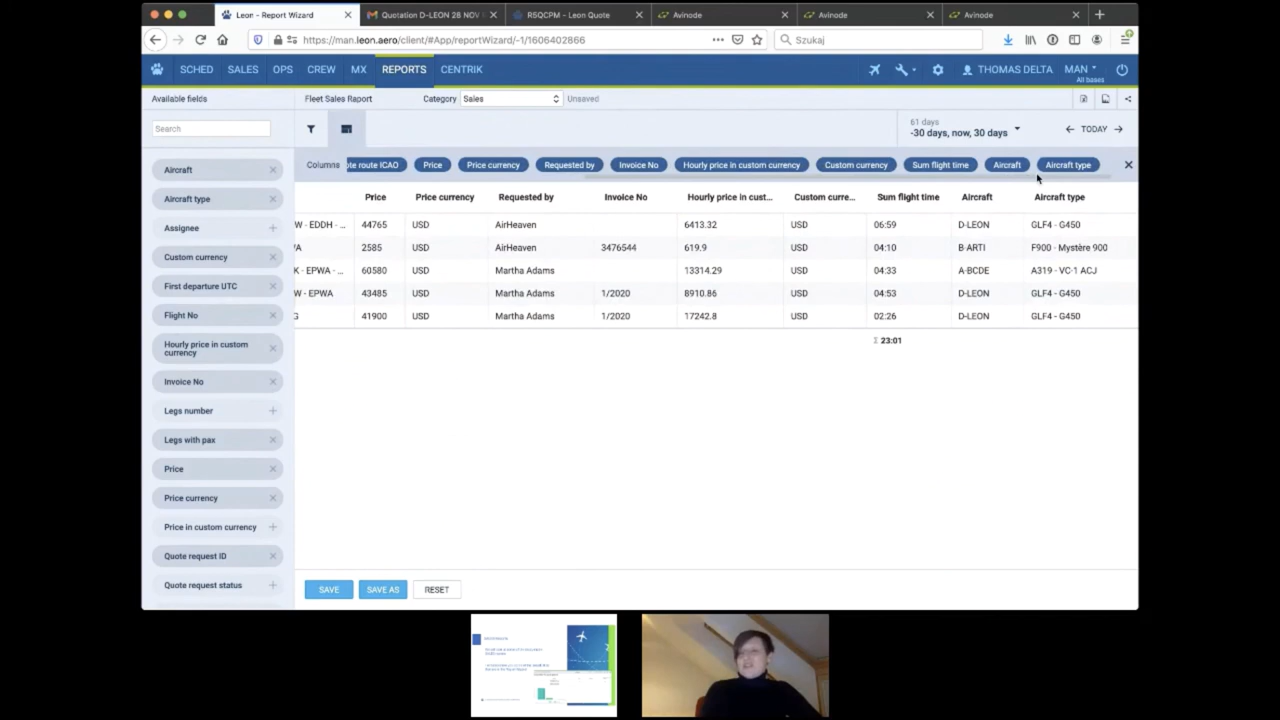 Leon - Report Wizard
Quotation D-LEON 28 NOV
RSQCPM - Leon Quote
Avinode
Avinode
Avinode
https://man.leon.aero/client/#App/reportWizard/-1/1606402866
Szukaj
SCHED SALES OPS CREW MX REPORTS CENTRIK
THOMAS DELTA MAN
All bases
Available fields
Fleet Sales Report Category Sales Unsaved
Search
61 days
-30 days, now, 30 days
TODAY
Columns te route ICAO Price Price currency Requested by Invoice No Hourly price in custom currency Custom currency Sum flight time Aircraft Aircraft type
Aircraft
Aircraft type
Assignee
Custom currency
First departure UTC
Flight No
Hourly price in custom
currency
Invoice No
Legs number
Legs with pax
Price
Price currency
Price in custom currency
Quote request ID
Quote request status
Price Price currency Requested by Invoice No Hourly price in cust... Custom curre... Sum flight time Aircraft Aircraft type
W - EDDH - ... 44765 USD AirHeaven 6413.32 USD 06:59 D-LEON GLF4 - G450
/A 2585 USD AirHeaven 3476544 619.9 USD 04:10 B-ARTI F900 - Mystère 900
K - EPWA - ... 60580 USD Martha Adams 13314.29 USD 04:33 A-BCDE A319 - VC-1 ACJ
W - EPWA 43485 USD Martha Adams 1/2020 8910.86 USD 04:53 D-LEON GLF4 - G450
G 41900 USD Martha Adams 1/2020 17242.8 USD 02:26 D-LEON GLF4 - G450
Σ 23:01
SAVE SAVE AS RESET